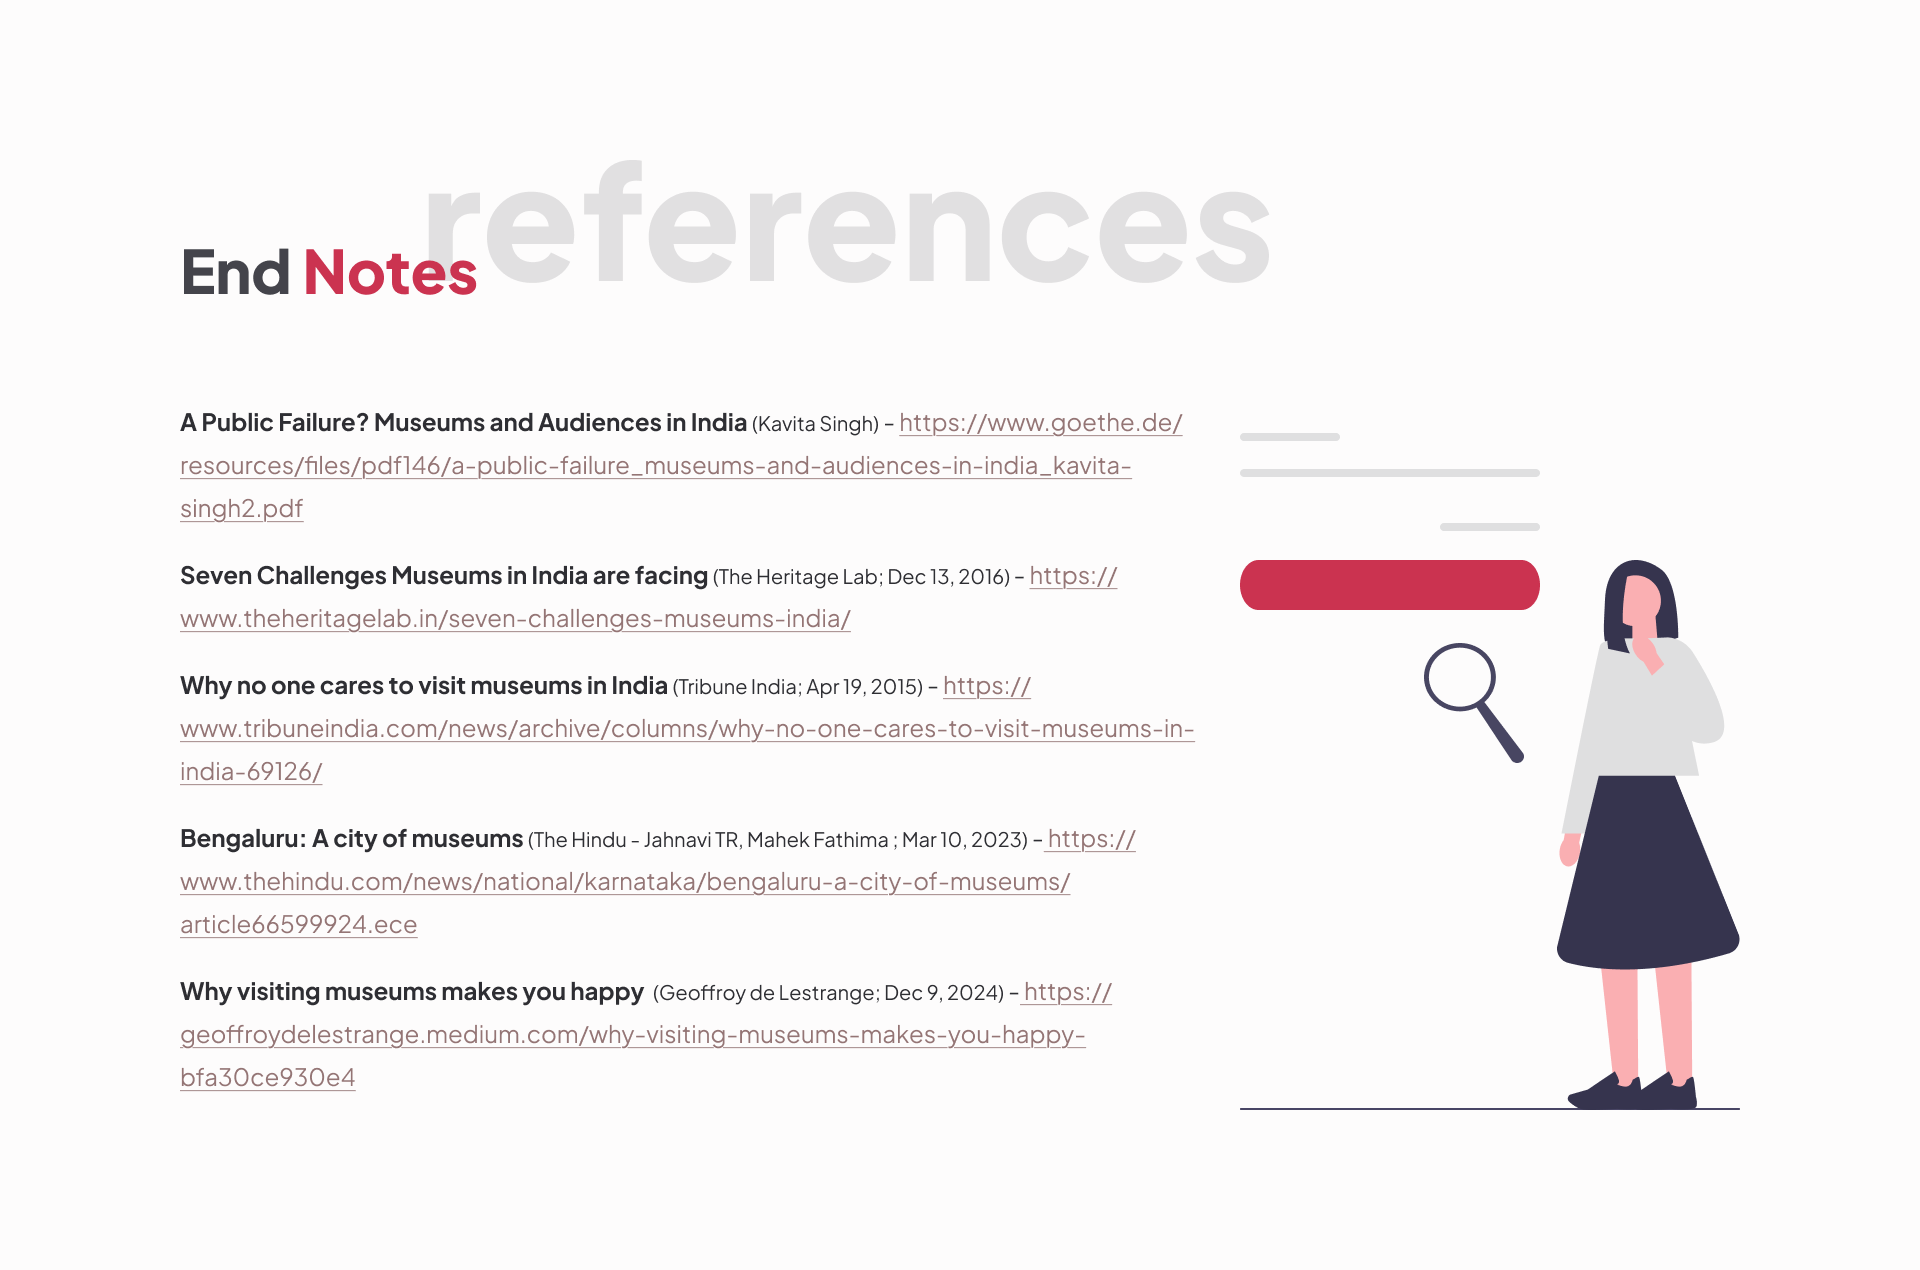 references
End Notes
A Public Failure? Museums and Audiences in India (Kavita Singh) – https://www.goethe.de/
resources/files/pdf146/a-public-failure_museums-and-audiences-in-india_kavita-
singh2.pdf
Seven Challenges Museums in India are facing (The Heritage Lab; Dec 13, 2016) – https://
www.theheritagelab.in/seven-challenges-museums-india/
Why no one cares to visit museums in India (Tribune India; Apr 19, 2015) – https://
www.tribuneindia.com/news/archive/columns/why-no-one-cares-to-visit-museums-in-
india-69126/
Bengaluru: A city of museums (The Hindu - Jahnavi TR, Mahek Fathima ; Mar 10, 2023) – https://
www.thehindu.com/news/national/karnataka/bengaluru-a-city-of-museums/
article66599924.ece
Why visiting museums makes you happy (Geoffroy de Lestrange; Dec 9, 2024) – https://
geoffroydelestrange.medium.com/why-visiting-museums-makes-you-happy-
bfa30ce930e4